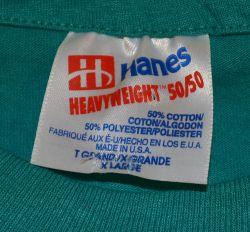 Hanes
HEAVYWEIGHT™ 50/50
50% COTTON/
COTON/ALGODON
50% POLYESTER/POLIESTER
FABRIQUÉ AUX É-U/HECHO EN LOS E.U.A.
MADE IN U.S.A.
T GRAND/X GRANDE
X LARGE